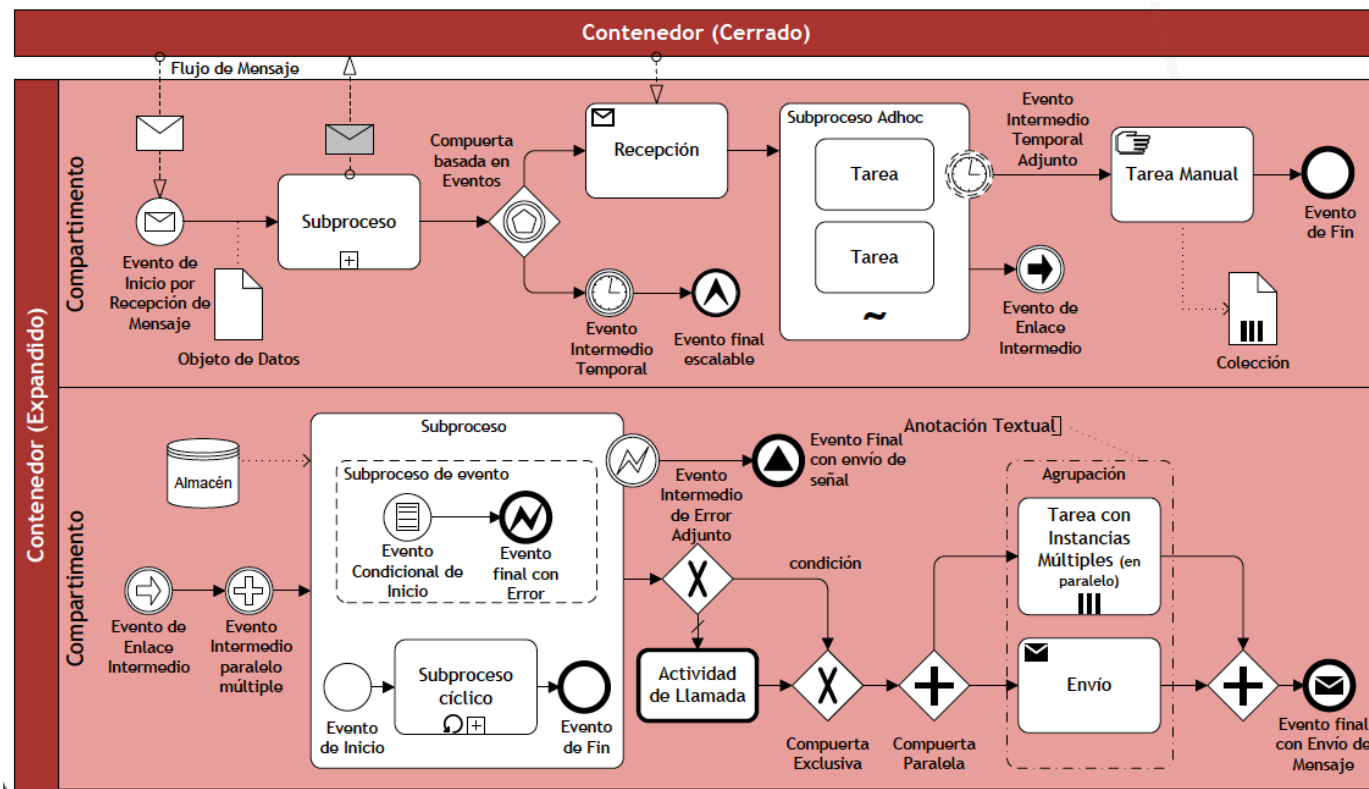 Contenedor (Cerrado)
Flujo de Mensaje
Contenedor (Expandido)
Compartimento
Evento de
Inicio por
Recepción de
Mensaje
Objeto de Datos
Subproceso
Compuerta
basada en
Eventos
Recepción
Evento
Intermedio
Temporal
Evento final
escalable
Subproceso Adhoc
Tarea
Tarea
Evento
Intermedio
Temporal
Adjunto
Tarea Manual
Evento
de Fin
Evento de
Enlace
Intermedio
Colección
Compartimento
Almacén
Evento de
Enlace
Intermedio
Evento
Intermedio
paralelo
múltiple
Subproceso
Subproceso de evento
Evento
Condicional de
Inicio
Evento
final con
Error
Evento
de Inicio
Subproceso
cíclico
Evento
de Fin
Evento
Intermedio
de Error
Adjunto
Evento Final
con envío de
señal
condición
Actividad
de Llamada
Compuerta
Exclusiva
Compuerta
Paralela
Anotación Textual
Agrupación
Tarea con
Instancias
Múltiples (en
paralelo)
Envío
Evento final
con Envío de
Mensaje